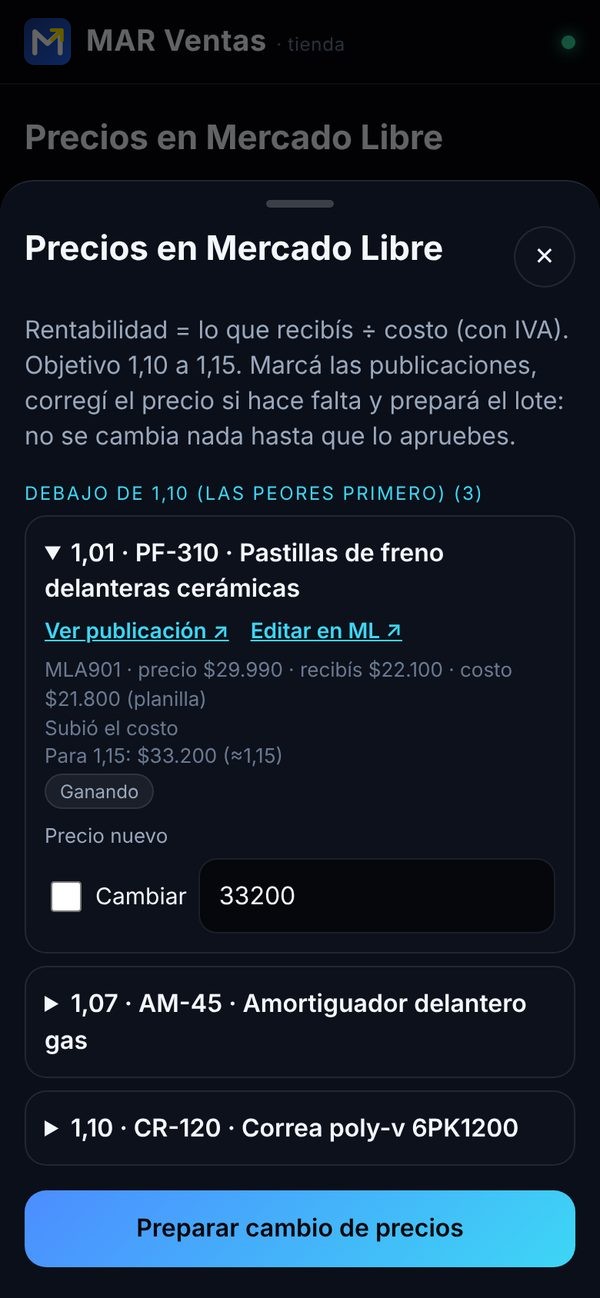 MAR Ventas · tienda
Precios en Mercado Libre
Precios en Mercado Libre
✕
Rentabilidad = lo que recibís ÷ costo (con IVA).
Objetivo 1,10 a 1,15. Marcá las publicaciones,
corregí el precio si hace falta y prepará el lote:
no se cambia nada hasta que lo apruebes.
DEBAJO DE 1,10 (LAS PEORES PRIMERO) (3)
▼ 1,01 · PF-310 · Pastillas de freno
delanteras cerámicas
Ver publicación ↗ Editar en ML ↗
MLA901 · precio $29.990 · recibís $22.100 · costo
$21.800 (planilla)
Subió el costo
Para 1,15: $33.200 (≈1,15)
Ganando
Precio nuevo
Cambiar 33200
▶ 1,07 · AM-45 · Amortiguador delantero
gas
▶ 1,10 · CR-120 · Correa poly-v 6PK1200
Preparar cambio de precios